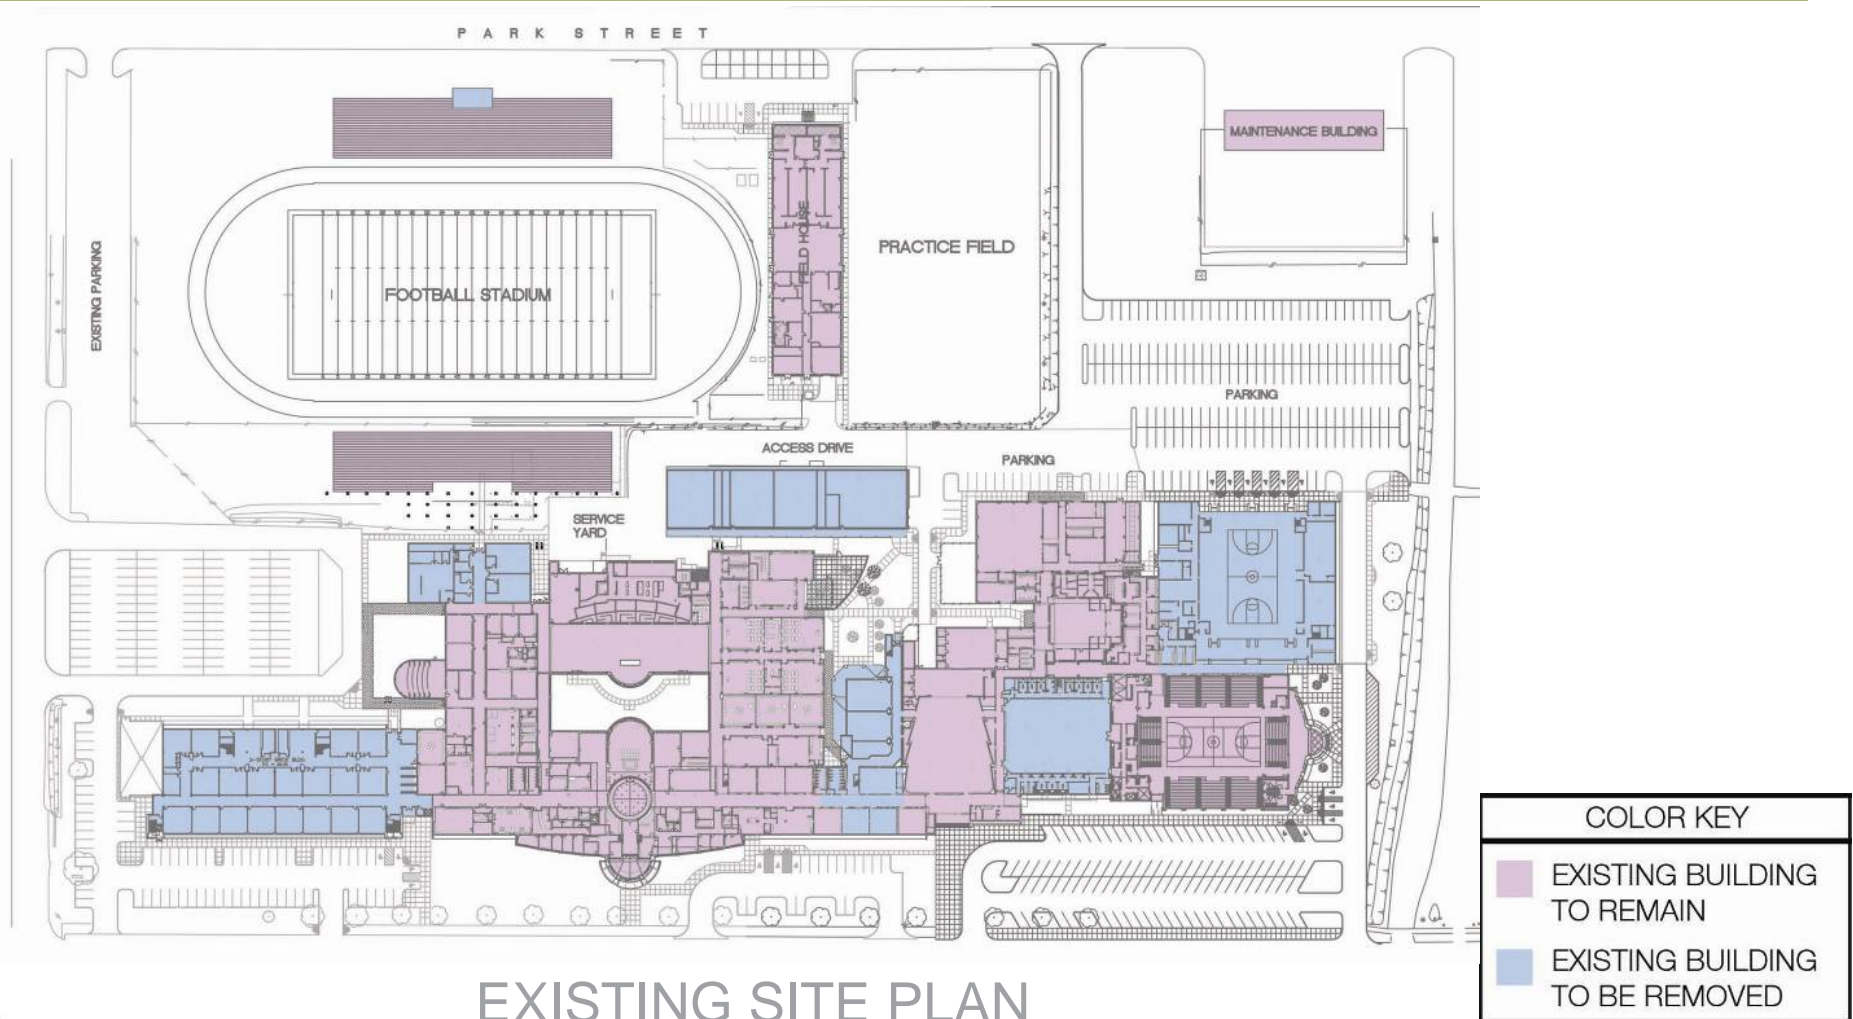 PARK STREET
MAINTENANCE BUILDING
EXISTING PARKING
FIELD HOUSE
PRACTICE FIELD
FOOTBALL STADIUM
PARKING
ACCESS DRIVE
PARKING
SERVICE
YARD
COLOR KEY
EXISTING BUILDING
TO REMAIN
EXISTING BUILDING
TO BE REMOVED
EXISTING SITE PLAN